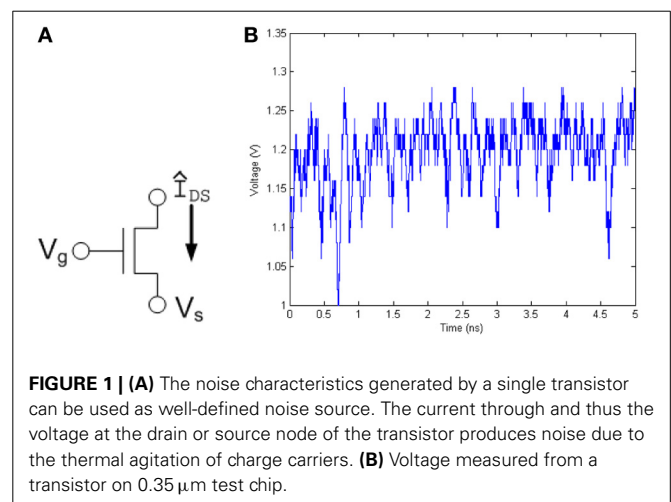 A
Î_DS
V_g
V_s
B
1.35
1.3
1.25
1.2
1.15
1.1
1.05
1
Voltage (V)
0 0.5 1 1.5 2 2.5 3 3.5 4 4.5 5
Time (ns)
FIGURE 1 | (A) The noise characteristics generated by a single transistor
can be used as well-defined noise source. The current through and thus the
voltage at the drain or source node of the transistor produces noise due to
the thermal agitation of charge carriers. (B) Voltage measured from a
transistor on 0.35 μm test chip.